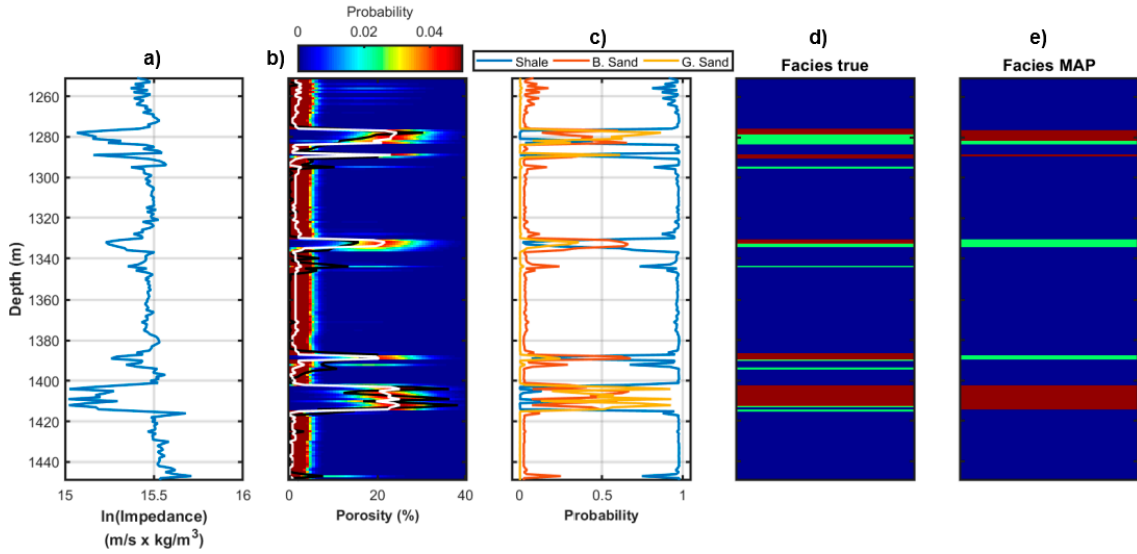 Probability
0 0.02 0.04
a) b) c) d) e)
Shale B. Sand G. Sand
Facies true Facies MAP
1260
1280
1300
1320
1340
1360
1380
1400
1420
1440
Depth (m)
15 15.5 16
0 20 40
0 0.5 1
ln(Impedance)
(m/s x kg/m³)
Porosity (%)
Probability